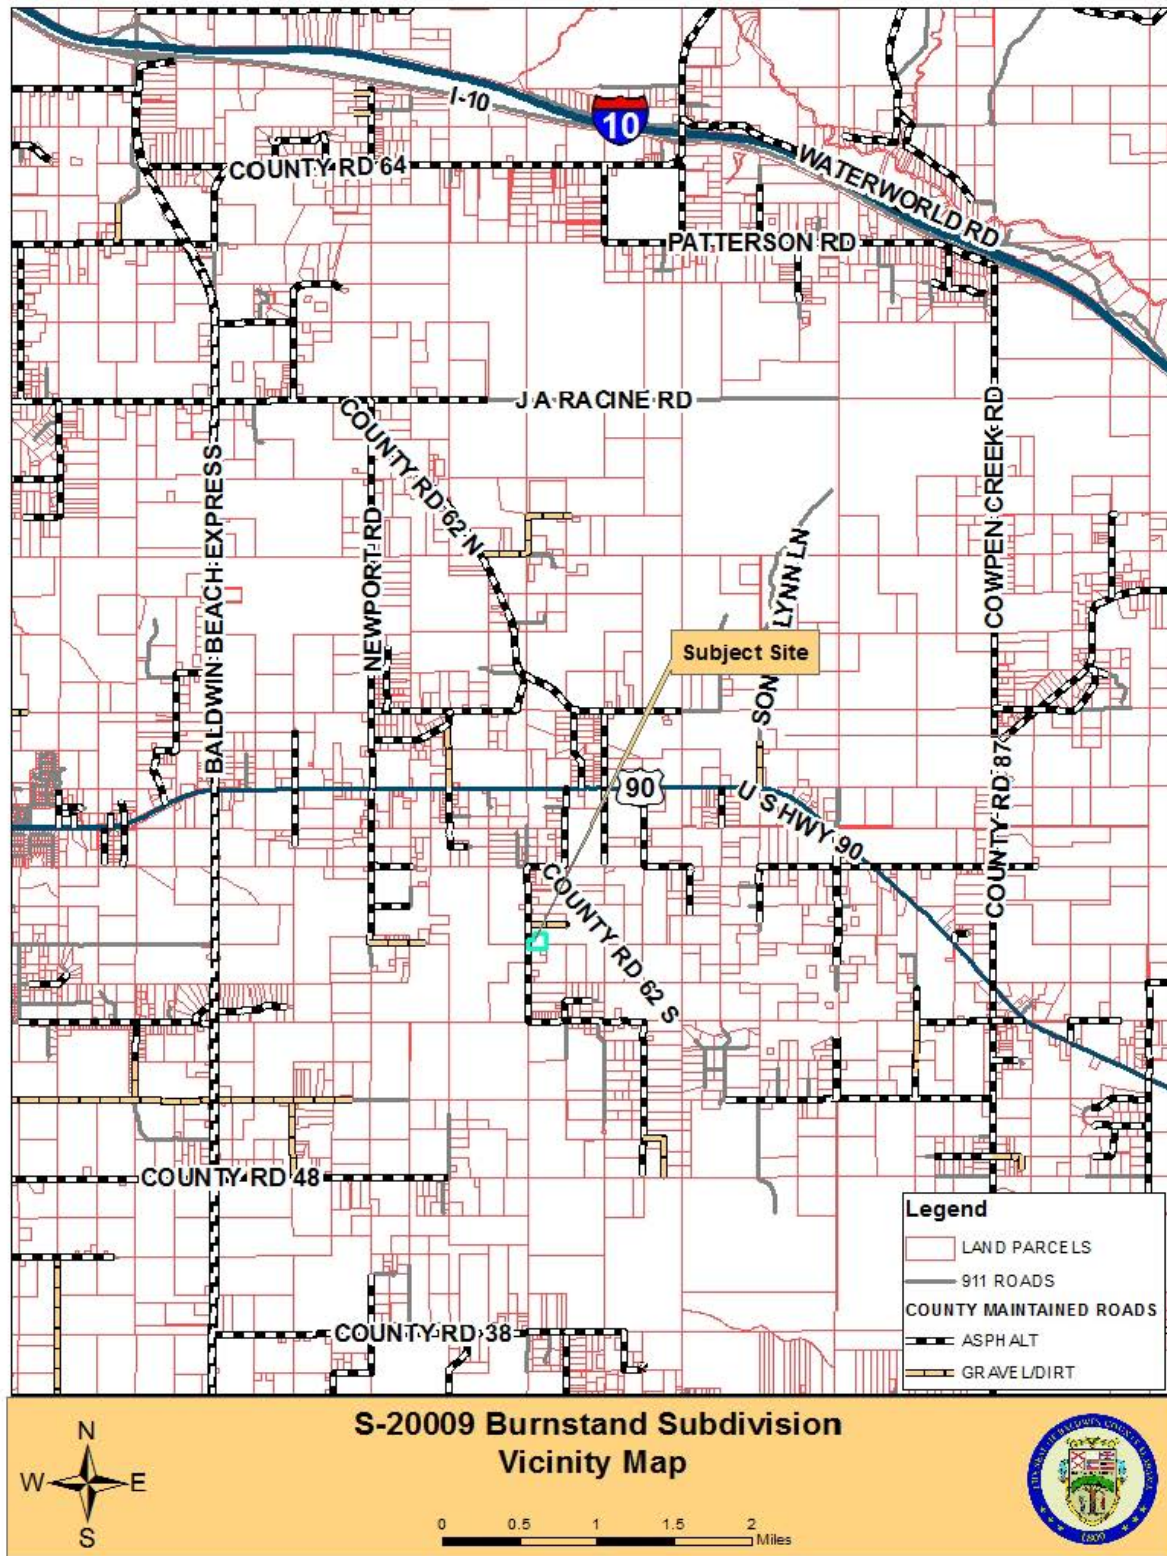 I-10
10
COUNTY RD 64
WATERWORLD RD
PATTERSON RD
J A RACINE RD
COUNTY RD 62 N
BALDWIN BEACH EXPRESS
NEWPORT RD
COWPEN CREEK RD
LYNN LN
SON
Subject Site
90
U S HWY 90
COUNTY RD 87
COUNTY RD 62 S
COUNTY RD 48
COUNTY RD 38
Legend
LAND PARCELS
911 ROADS
COUNTY MAINTAINED ROADS
ASPHALT
GRAVEL/DIRT
S-20009 Burnstand Subdivision
Vicinity Map
N
W E
S
0 0.5 1 1.5 2
Miles
1809